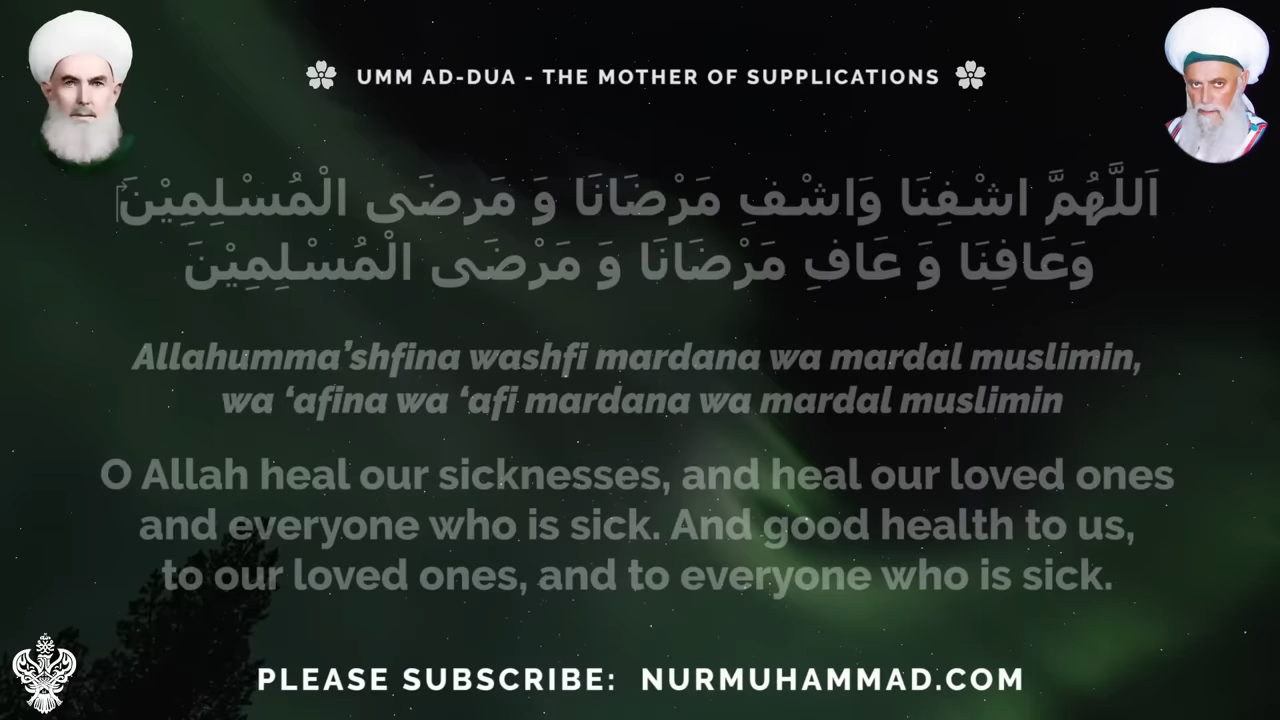 UMM AD-DUA - THE MOTHER OF SUPPLICATIONS
اَللَّهُمَّ اشْفِنَا وَاشْفِ مَرْضَانَا وَ مَرضَى الْمُسْلِمِيْنَ
وَعَافِنَا وَ عَافِ مَرْضَانَا وَ مَرْضَى الْمُسْلِمِيْنَ
Allahumma’shfina washfi mardana wa mardal muslimin,
wa ‘afina wa ‘afi mardana wa mardal muslimin
O Allah heal our sicknesses, and heal our loved ones
and everyone who is sick. And good health to us,
to our loved ones, and to everyone who is sick.
PLEASE SUBSCRIBE: NURMUHAMMAD.COM